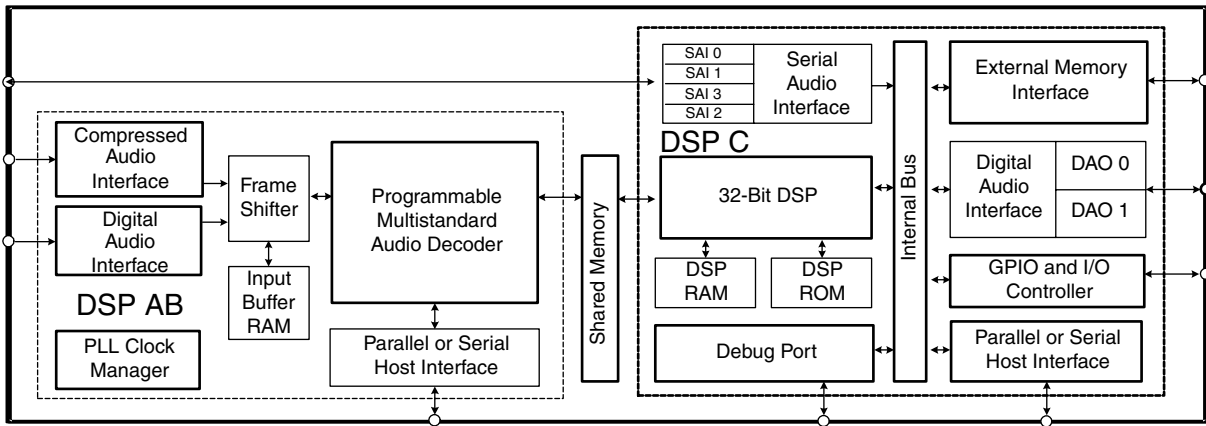 Compressed
Audio
Interface
Digital
Audio
Interface
DSP AB
PLL Clock
Manager
Frame
Shifter
Input
Buffer
RAM
Programmable
Multistandard
Audio Decoder
Parallel or Serial
Host Interface
Shared Memory
SAI 0
SAI 1
SAI 3
SAI 2
Serial
Audio
Interface
DSP C
32-Bit DSP
DSP
RAM
DSP
ROM
Debug Port
Internal Bus
External Memory
Interface
Digital
Audio
Interface
DAO 0
DAO 1
GPIO and I/O
Controller
Parallel or Serial
Host Interface